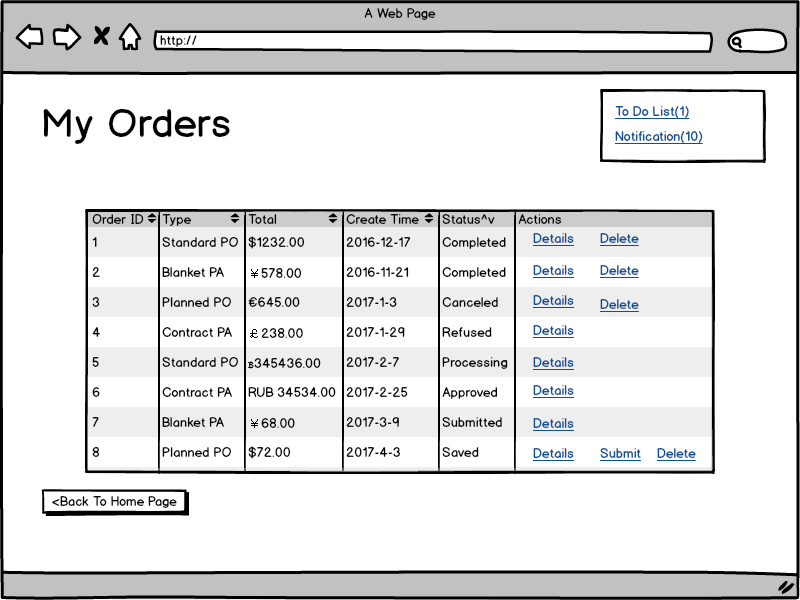 A Web Page
http://
My Orders
To Do List(1)
Notification(10)
Order ID Type Total Create Time Status^v Actions
1 Standard PO $1232.00 2016-12-17 Completed Details Delete
2 Blanket PA ¥578.00 2016-11-21 Completed Details Delete
3 Planned PO €645.00 2017-1-3 Canceled Details Delete
4 Contract PA £238.00 2017-1-29 Refused Details
5 Standard PO ฿345436.00 2017-2-7 Processing Details
6 Contract PA RUB 34534.00 2017-2-25 Approved Details
7 Blanket PA ¥68.00 2017-3-9 Submitted Details
8 Planned PO $72.00 2017-4-3 Saved Details Submit Delete
<Back To Home Page